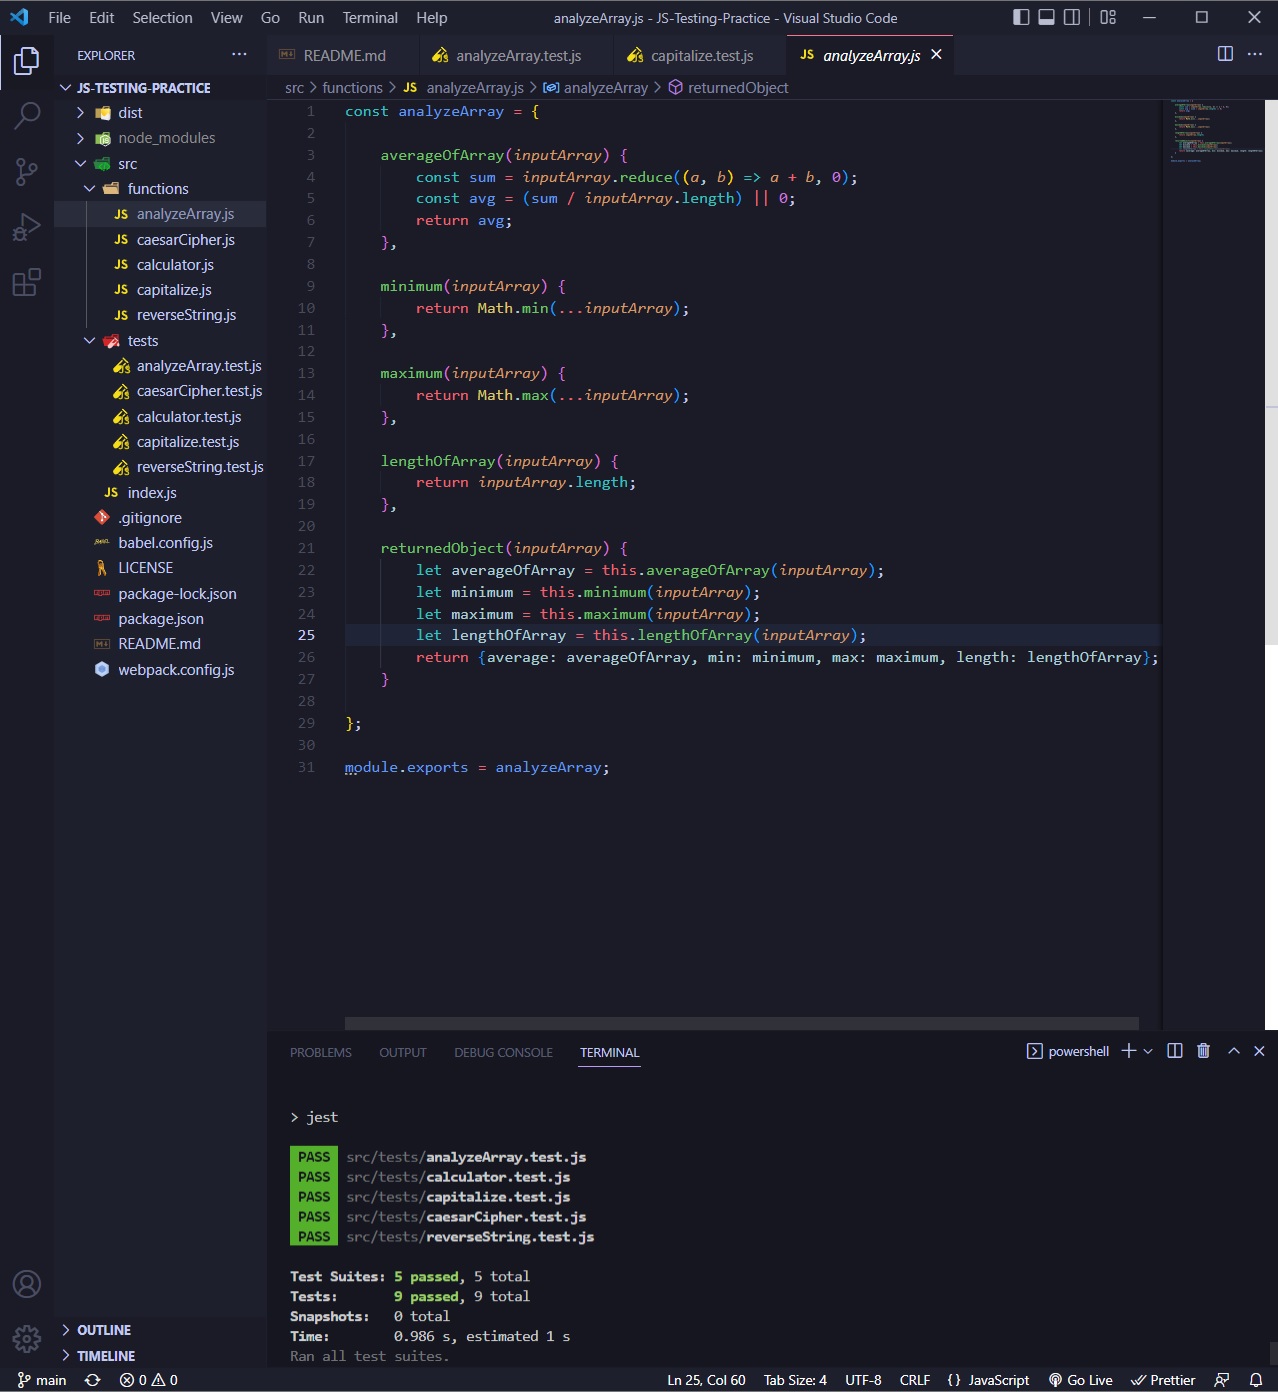 File Edit Selection View Go Run Terminal Help analyzeArray.js - JS-Testing-Practice - Visual Studio Code
EXPLORER
JS-TESTING-PRACTICE
dist
node_modules
src
functions
JS analyzeArray.js
JS caesarCipher.js
JS calculator.js
JS capitalize.js
JS reverseString.js
tests
analyzeArray.test.js
caesarCipher.test.js
calculator.test.js
capitalize.test.js
reverseString.test.js
JS index.js
.gitignore
babel.config.js
LICENSE
package-lock.json
package.json
README.md
webpack.config.js
OUTLINE
TIMELINE
README.md analyzeArray.test.js capitalize.test.js JS analyzeArray.js
src > functions > JS analyzeArray.js > analyzeArray > returnedObject
1 const analyzeArray = {
2
3 averageOfArray(inputArray) {
4 const sum = inputArray.reduce((a, b) => a + b, 0);
5 const avg = (sum / inputArray.length) || 0;
6 return avg;
7 },
8
9 minimum(inputArray) {
10 return Math.min(...inputArray);
11 },
12
13 maximum(inputArray) {
14 return Math.max(...inputArray);
15 },
16
17 lengthOfArray(inputArray) {
18 return inputArray.length;
19 },
20
21 returnedObject(inputArray) {
22 let averageOfArray = this.averageOfArray(inputArray);
23 let minimum = this.minimum(inputArray);
24 let maximum = this.maximum(inputArray);
25 let lengthOfArray = this.lengthOfArray(inputArray);
26 return {average: averageOfArray, min: minimum, max: maximum, length: lengthOfArray};
27 }
28
29 };
30
31 module.exports = analyzeArray;
PROBLEMS OUTPUT DEBUG CONSOLE TERMINAL powershell
> jest
PASS src/tests/analyzeArray.test.js
PASS src/tests/calculator.test.js
PASS src/tests/capitalize.test.js
PASS src/tests/caesarCipher.test.js
PASS src/tests/reverseString.test.js
Test Suites: 5 passed, 5 total
Tests: 9 passed, 9 total
Snapshots: 0 total
Time: 0.986 s, estimated 1 s
Ran all test suites.
main 0 0 Ln 25, Col 60 Tab Size: 4 UTF-8 CRLF {} JavaScript Go Live Prettier